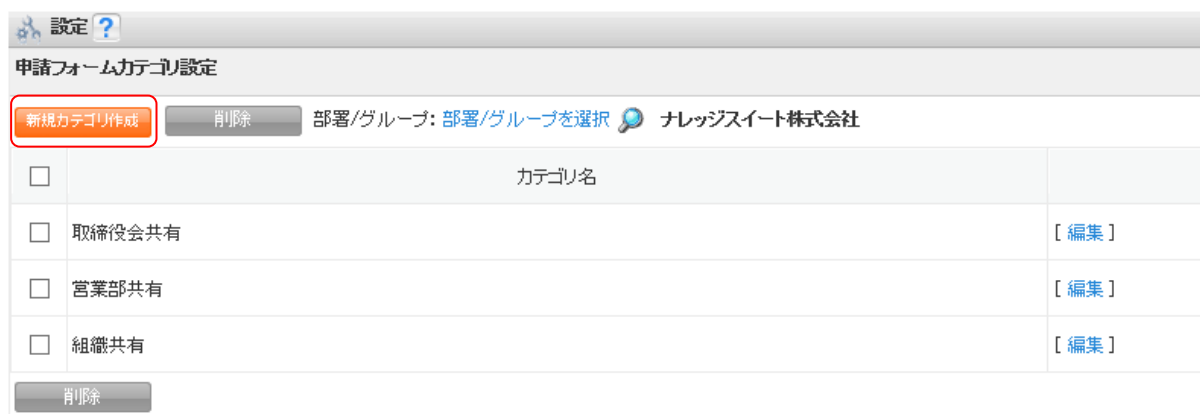 設定 ?
申請フォームカテゴリ設定
新規カテゴリ作成 削除 部署/グループ: 部署/グループを選択 ナレッジスイート株式会社
カテゴリ名
取締役会共有 [ 編集 ]
営業部共有 [ 編集 ]
組織共有 [ 編集 ]
削除